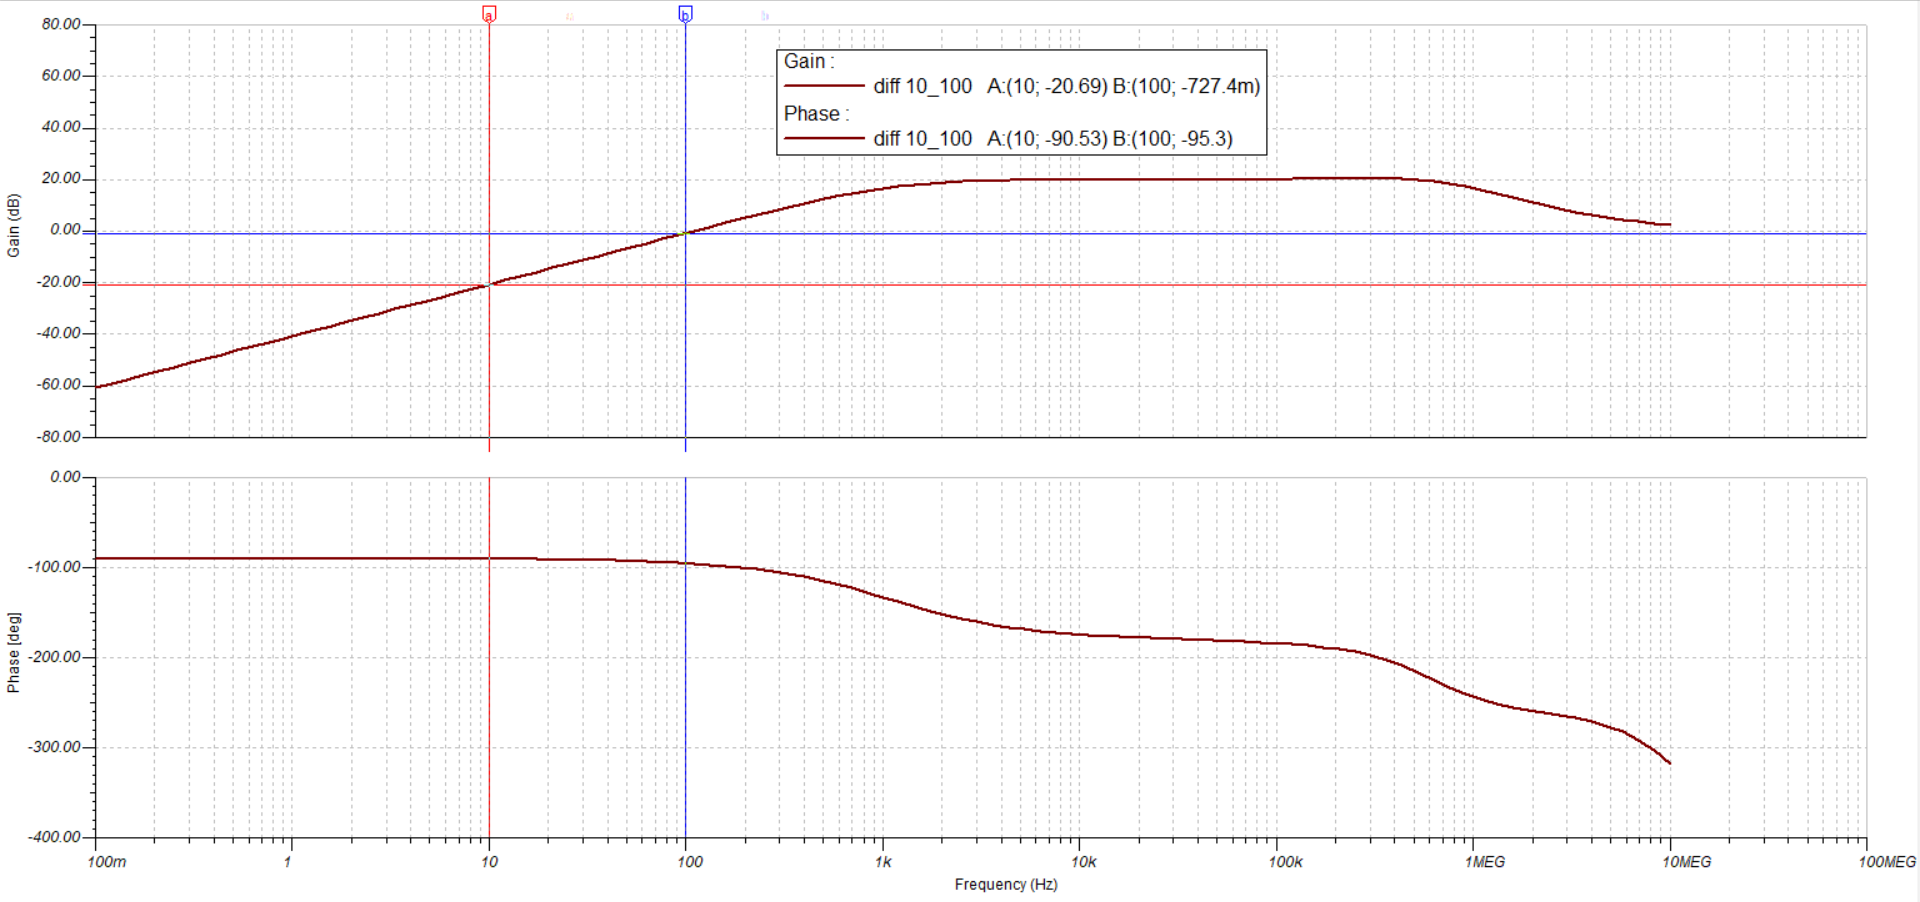 a
b
a
b
80.00
60.00
40.00
20.00
0.00
-20.00
-40.00
-60.00
-80.00
Gain (dB)
Gain :
diff 10_100 A:(10; -20.69) B:(100; -727.4m)
Phase :
diff 10_100 A:(10; -90.53) B:(100; -95.3)
0.00
-100.00
-200.00
-300.00
-400.00
Phase [deg]
100m 1 10 100 1k 10k 100k 1MEG 10MEG 100MEG
Frequency (Hz)